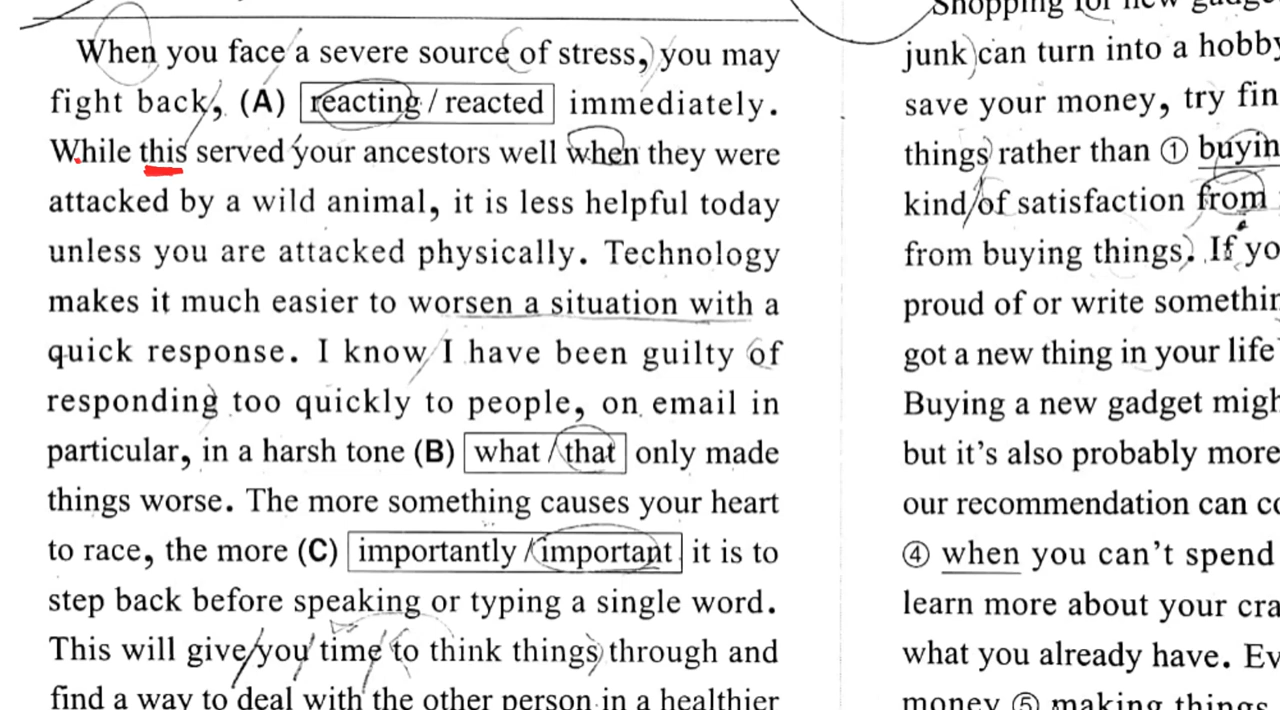 When you face a severe source of stress, you may
fight back, (A) reacting / reacted immediately.
While this served your ancestors well when they were
attacked by a wild animal, it is less helpful today
unless you are attacked physically. Technology
makes it much easier to worsen a situation with a
quick response. I know I have been guilty of
responding too quickly to people, on email in
particular, in a harsh tone (B) what / that only made
things worse. The more something causes your heart
to race, the more (C) importantly / important it is to
step back before speaking or typing a single word.
This will give you time to think things through and
find a way to deal with the other person in a healthier
Shopping for new
junk can turn into a hobby
save your money, try
things rather than ①
kind of satisfaction from
from buying things. If
proud of or write
got a new thing in your life
Buying a new gadget
but it's also probably more
our recommendation can
④ when you can't spend
learn more about your
what you already have.
money ⑤ making things